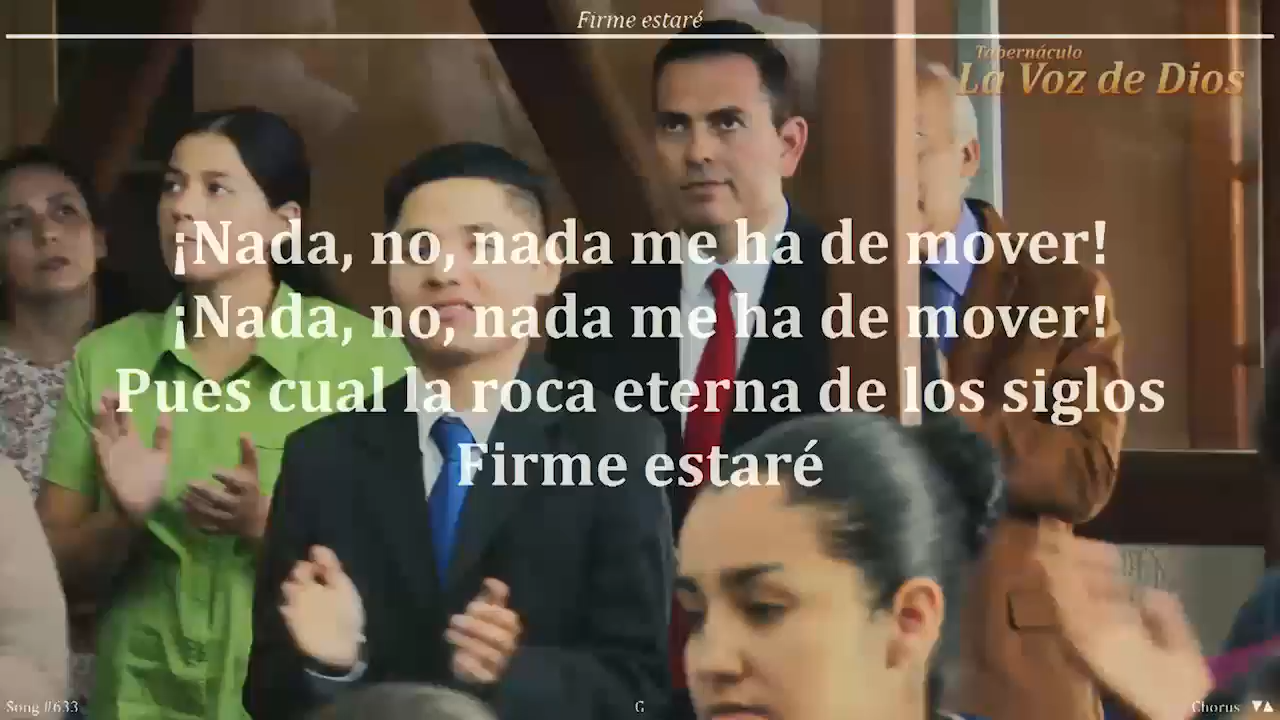 Firme estaré
Tabernáculo
La Voz de Dios
¡Nada, no, nada me ha de mover!
¡Nada, no, nada me ha de mover!
Pues cual la roca eterna de los siglos
Firme estaré
Song #633
G
Chorus ▼▲